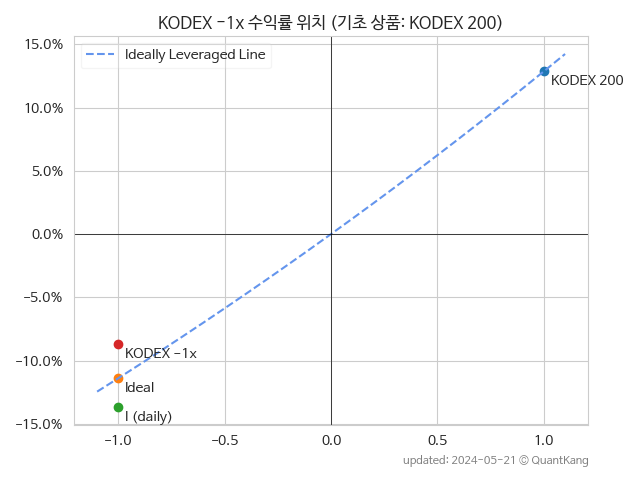 KODEX -1x 수익률 위치 (기초 상품: KODEX 200)
15.0%
Ideally Leveraged Line
KODEX 200
10.0%
5.0%
0.0%
-5.0%
KODEX -1x
-10.0%
Ideal
I (daily)
-15.0%
-1.0
-0.5
0.0
0.5
1.0
updated: 2024-05-21 © QuantKang